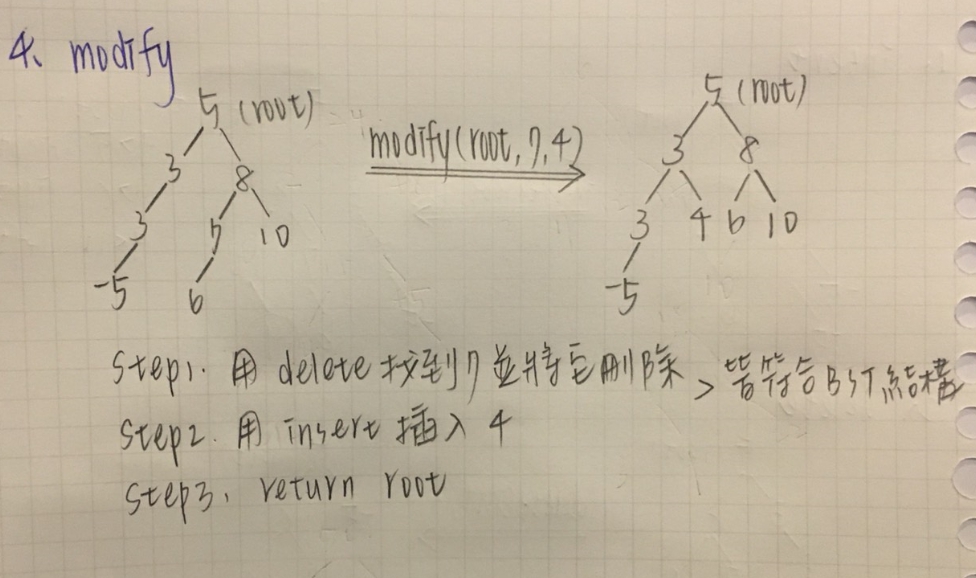 4、modify
5 (root)
3 8
3 7 10
-5 6
modify(root, 7, 4)
5 (root)
3 8
3 4 6 10
-5
Step1. 用 delete 找到7並將它刪除
Step2. 用 insert 插入 4
> 皆符合BST結構
Step3. return root